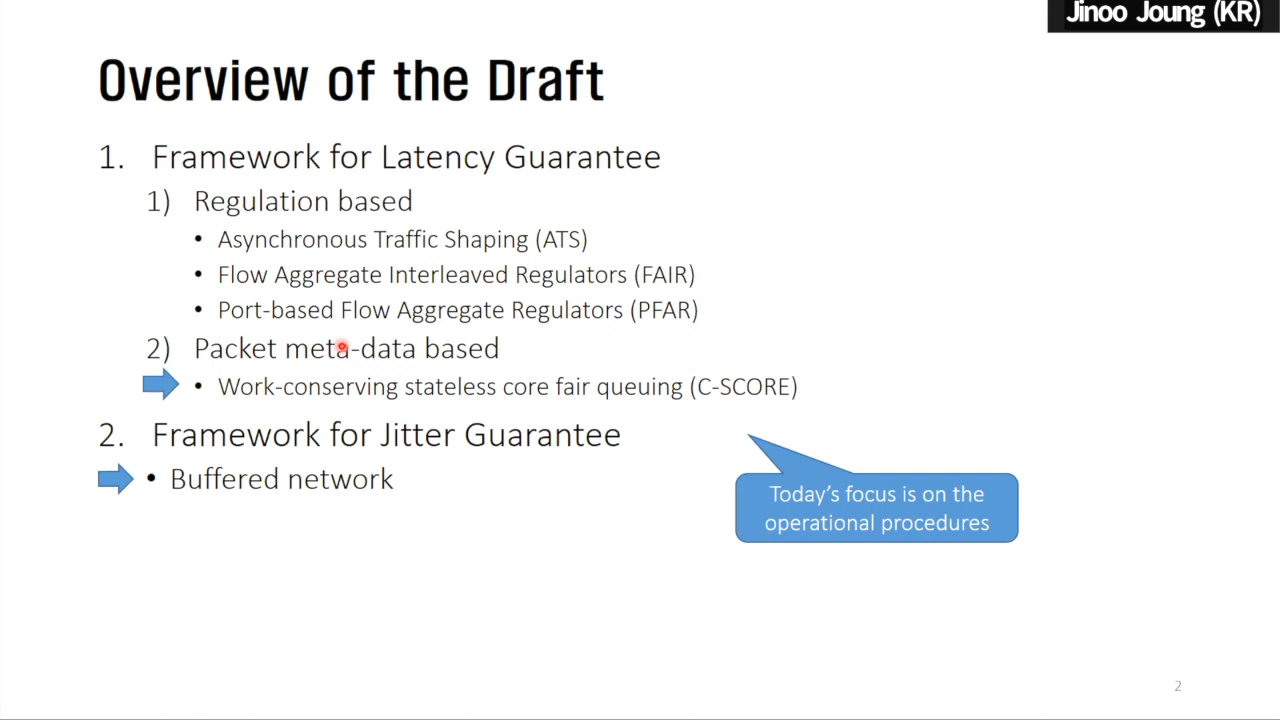 Jinoo Joung (KR)
Overview of the Draft
1. Framework for Latency Guarantee
1) Regulation based
• Asynchronous Traffic Shaping (ATS)
• Flow Aggregate Interleaved Regulators (FAIR)
• Port-based Flow Aggregate Regulators (PFAR)
2) Packet meta-data based
• Work-conserving stateless core fair queuing (C-SCORE)
2. Framework for Jitter Guarantee
• Buffered network
Today’s focus is on the
operational procedures
2